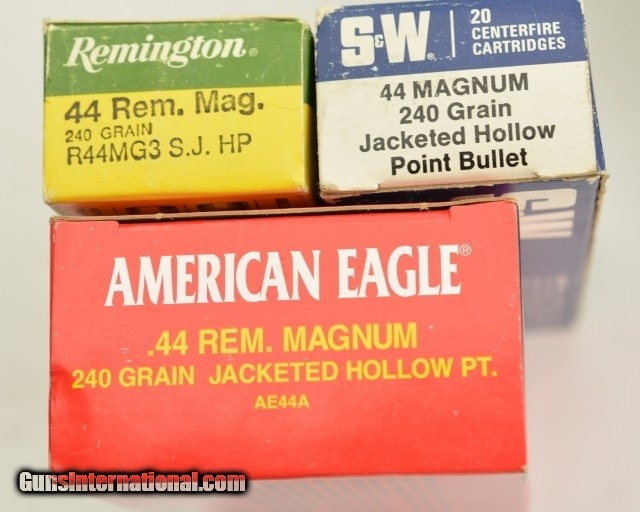 Remington®
44 Rem. Mag.
240 GRAIN
R44MG3 S.J. HP
S&W®
20
CENTERFIRE
CARTRIDGES
44 MAGNUM
240 Grain
Jacketed Hollow
Point Bullet
AMERICAN EAGLE®
.44 REM. MAGNUM
240 GRAIN JACKETED HOLLOW PT.
AE44A
GunsInternational.com